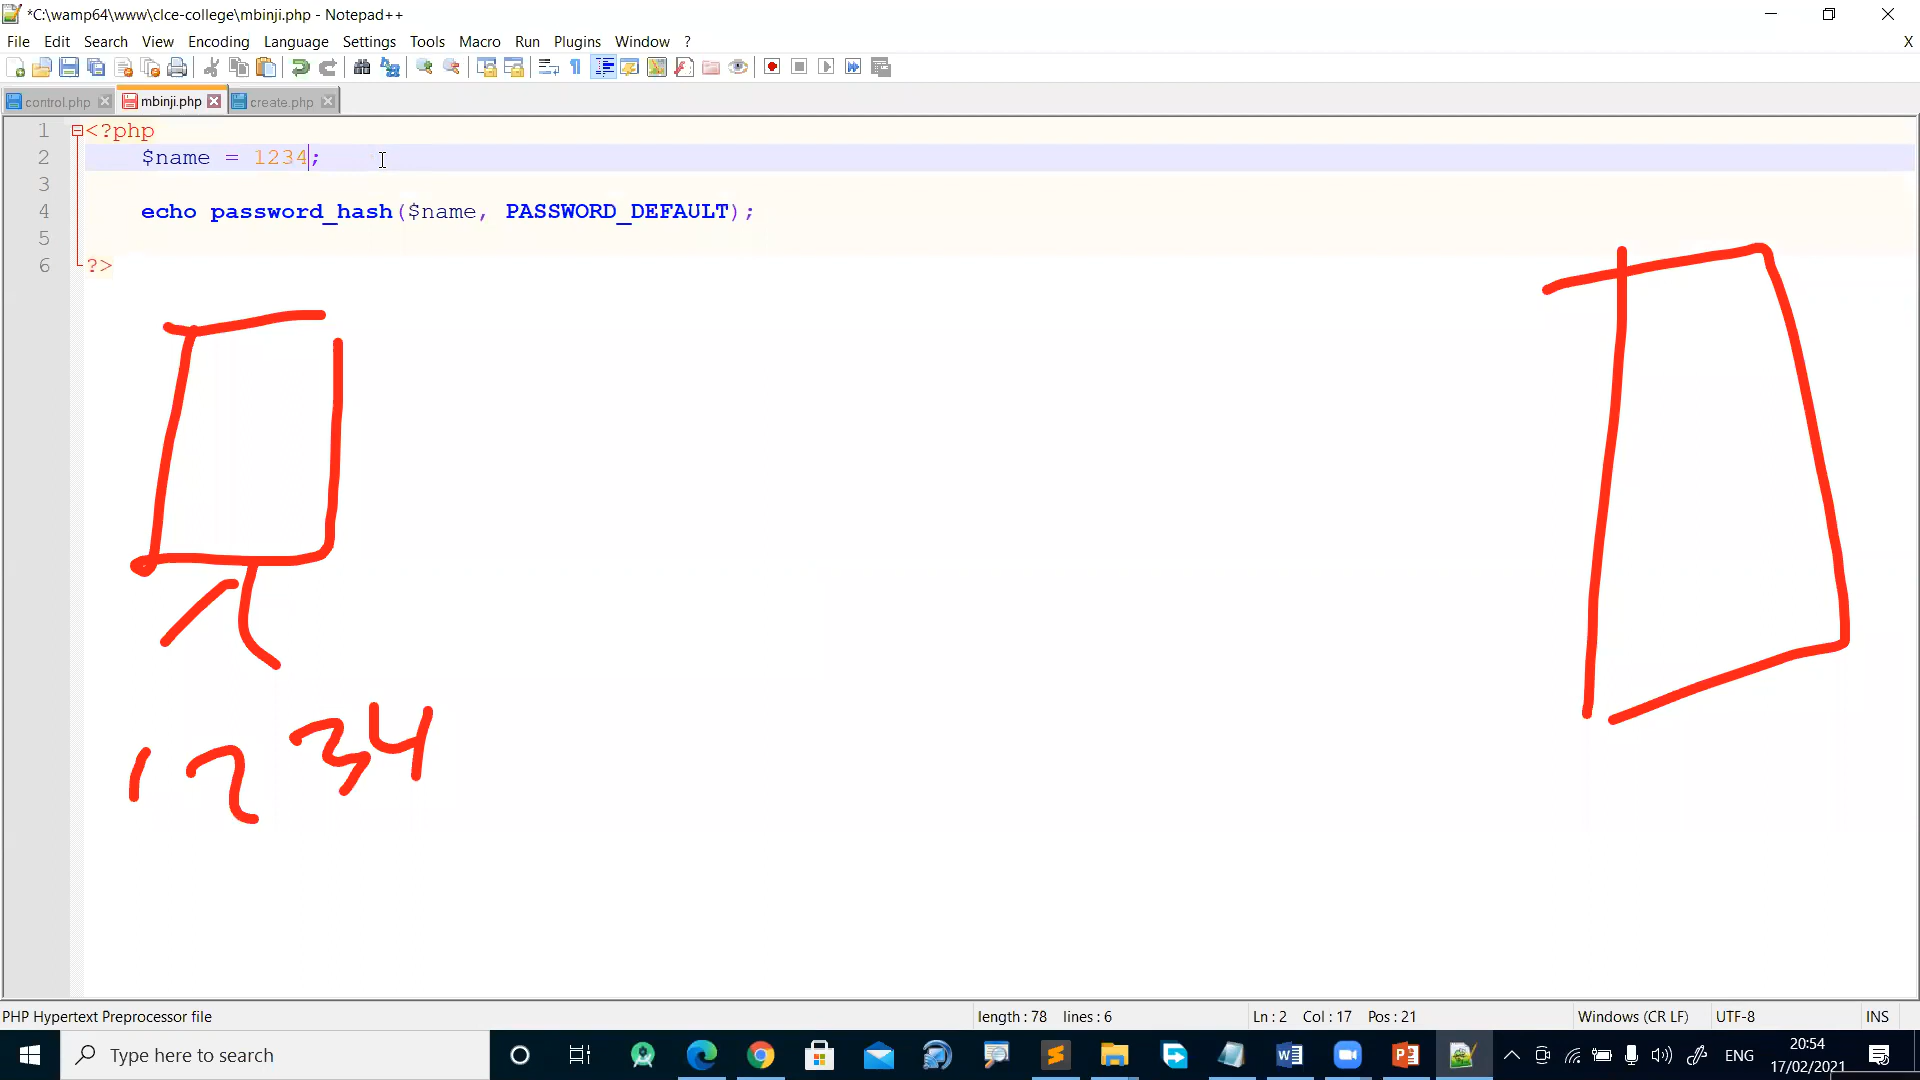 *C:\wamp64\www\clce-college\mbinji.php - Notepad++
File Edit Search View Encoding Language Settings Tools Macro Run Plugins Window ? X
control.php mbinji.php create.php
1 <?php
2 $name = 1234;
3
4 echo password_hash($name, PASSWORD_DEFAULT);
5
6 ?>
1234
PHP Hypertext Preprocessor file length : 78 lines : 6 Ln : 2 Col : 17 Pos : 21 Windows (CR LF) UTF-8 INS
Type here to search ENG 20:54
17/02/2021